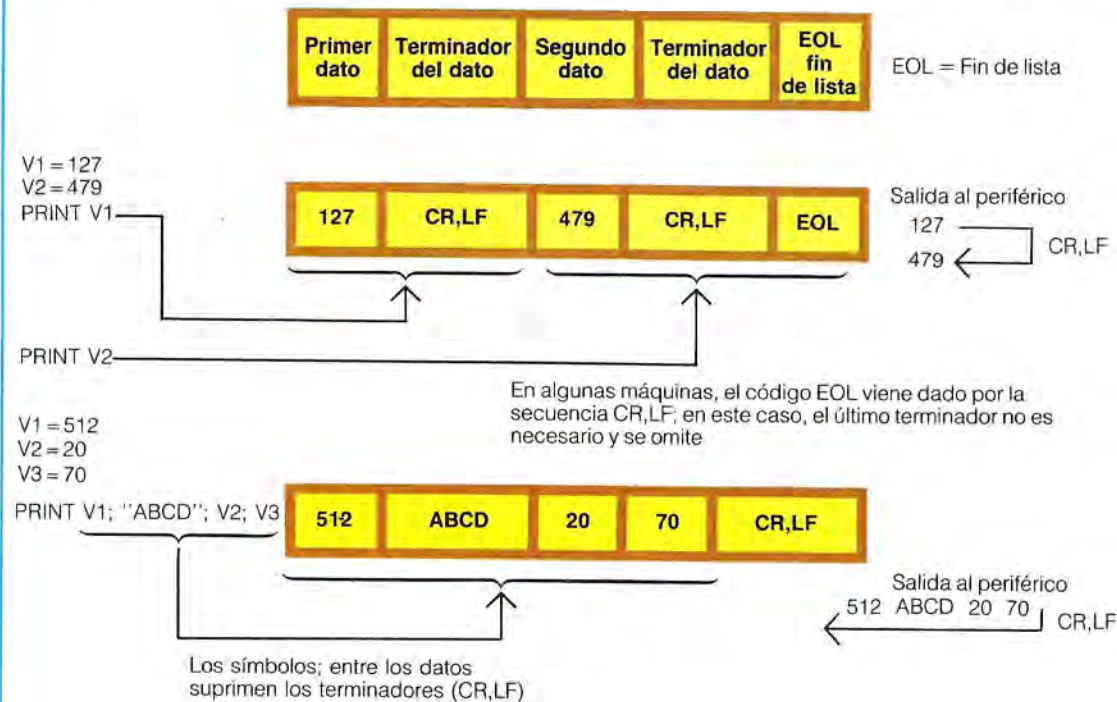 Primer dato
Terminador del dato
Segundo dato
Terminador del dato
EOL fin de lista
EOL = Fin de lista
V1 = 127
V2 = 479
PRINT V1
127
CR,LF
479
CR,LF
EOL
Salida al periférico
127
479
CR,LF
PRINT V2
En algunas máquinas, el código EOL viene dado por la
secuencia CR,LF; en este caso, el último terminador no es
necesario y se omite
V1 = 512
V2 = 20
V3 = 70
PRINT V1; "ABCD"; V2; V3
512
ABCD
20
70
CR,LF
Salida al periférico
512 ABCD 20 70
CR,LF
Los símbolos; entre los datos
suprimen los terminadores (CR,LF)